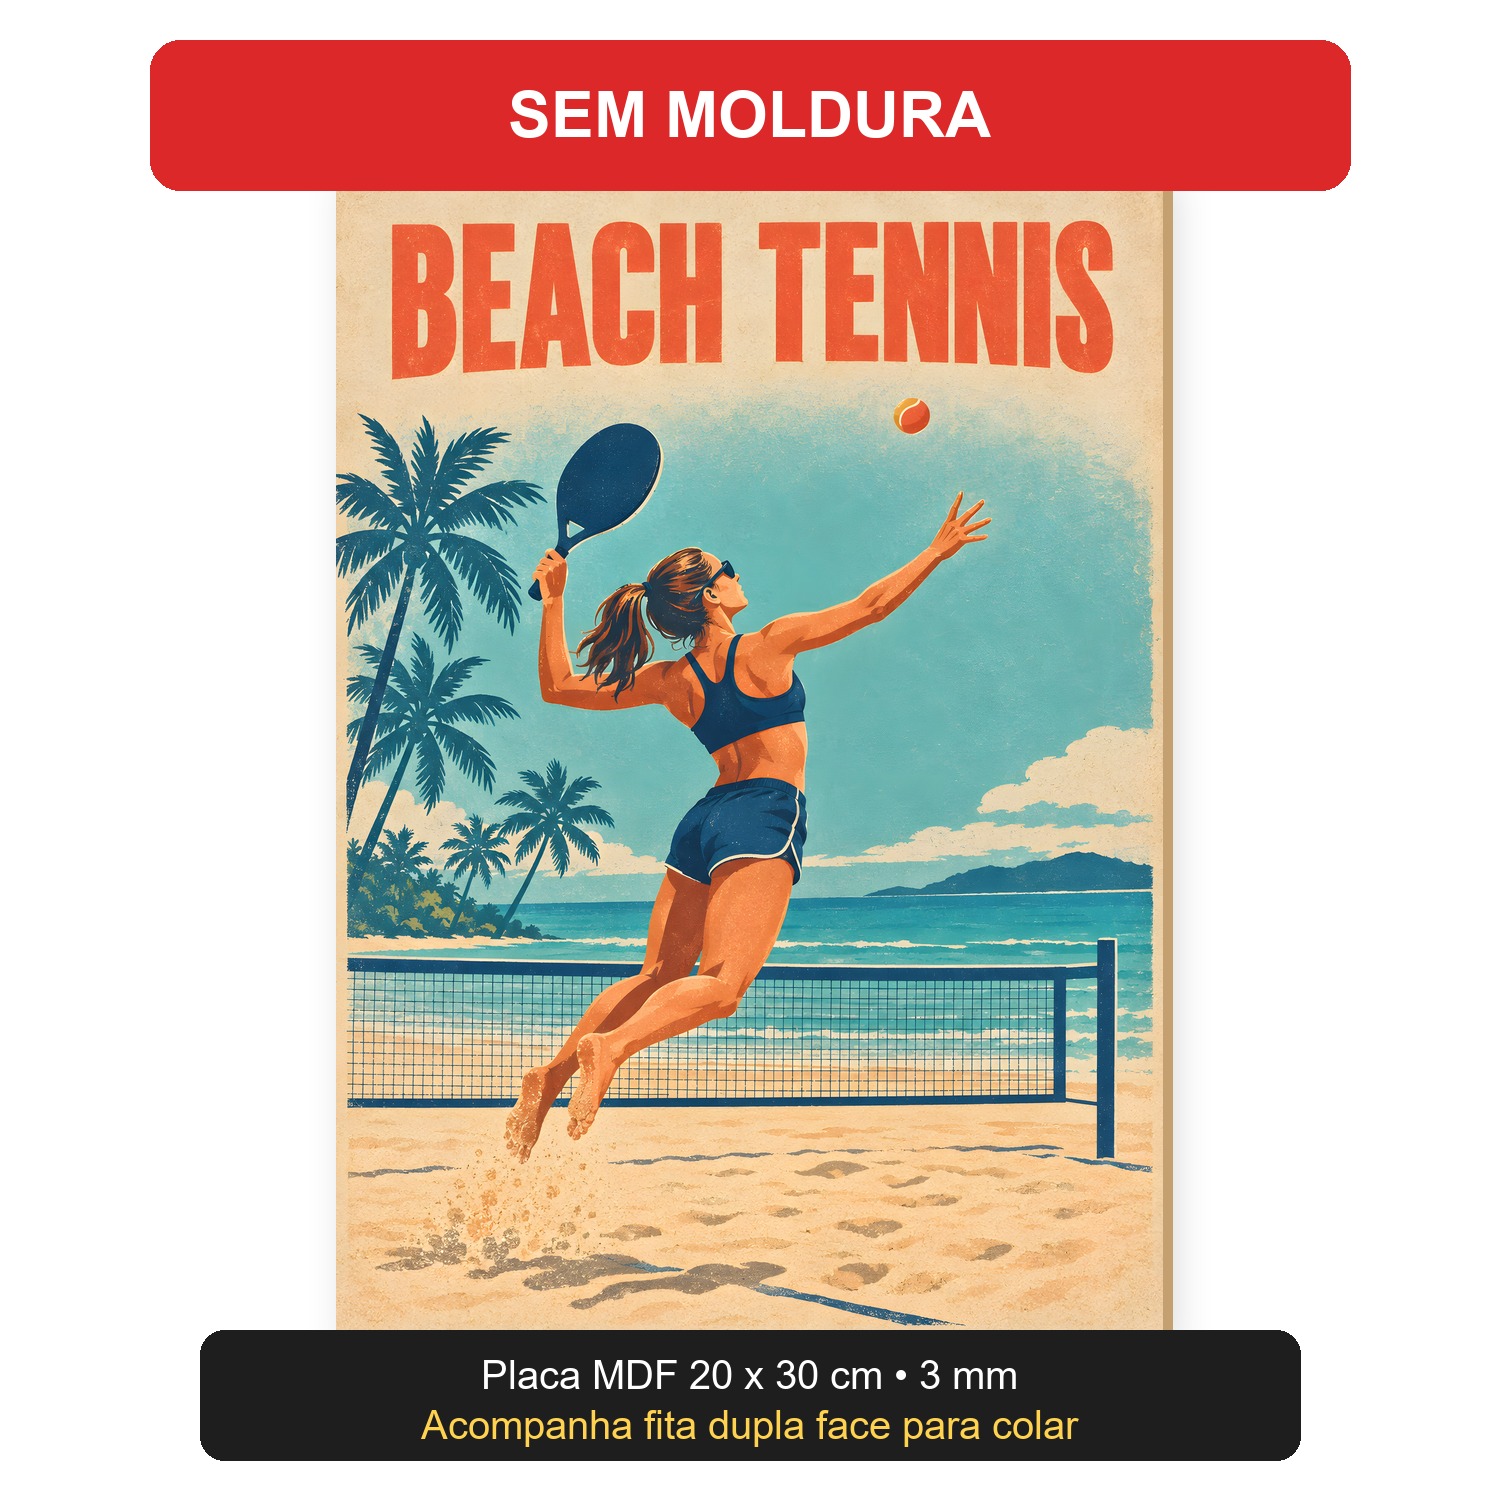 SEM MOLDURA
BEACH TENNIS
Placa MDF 20 x 30 cm • 3 mm
Acompanha fita dupla face para colar